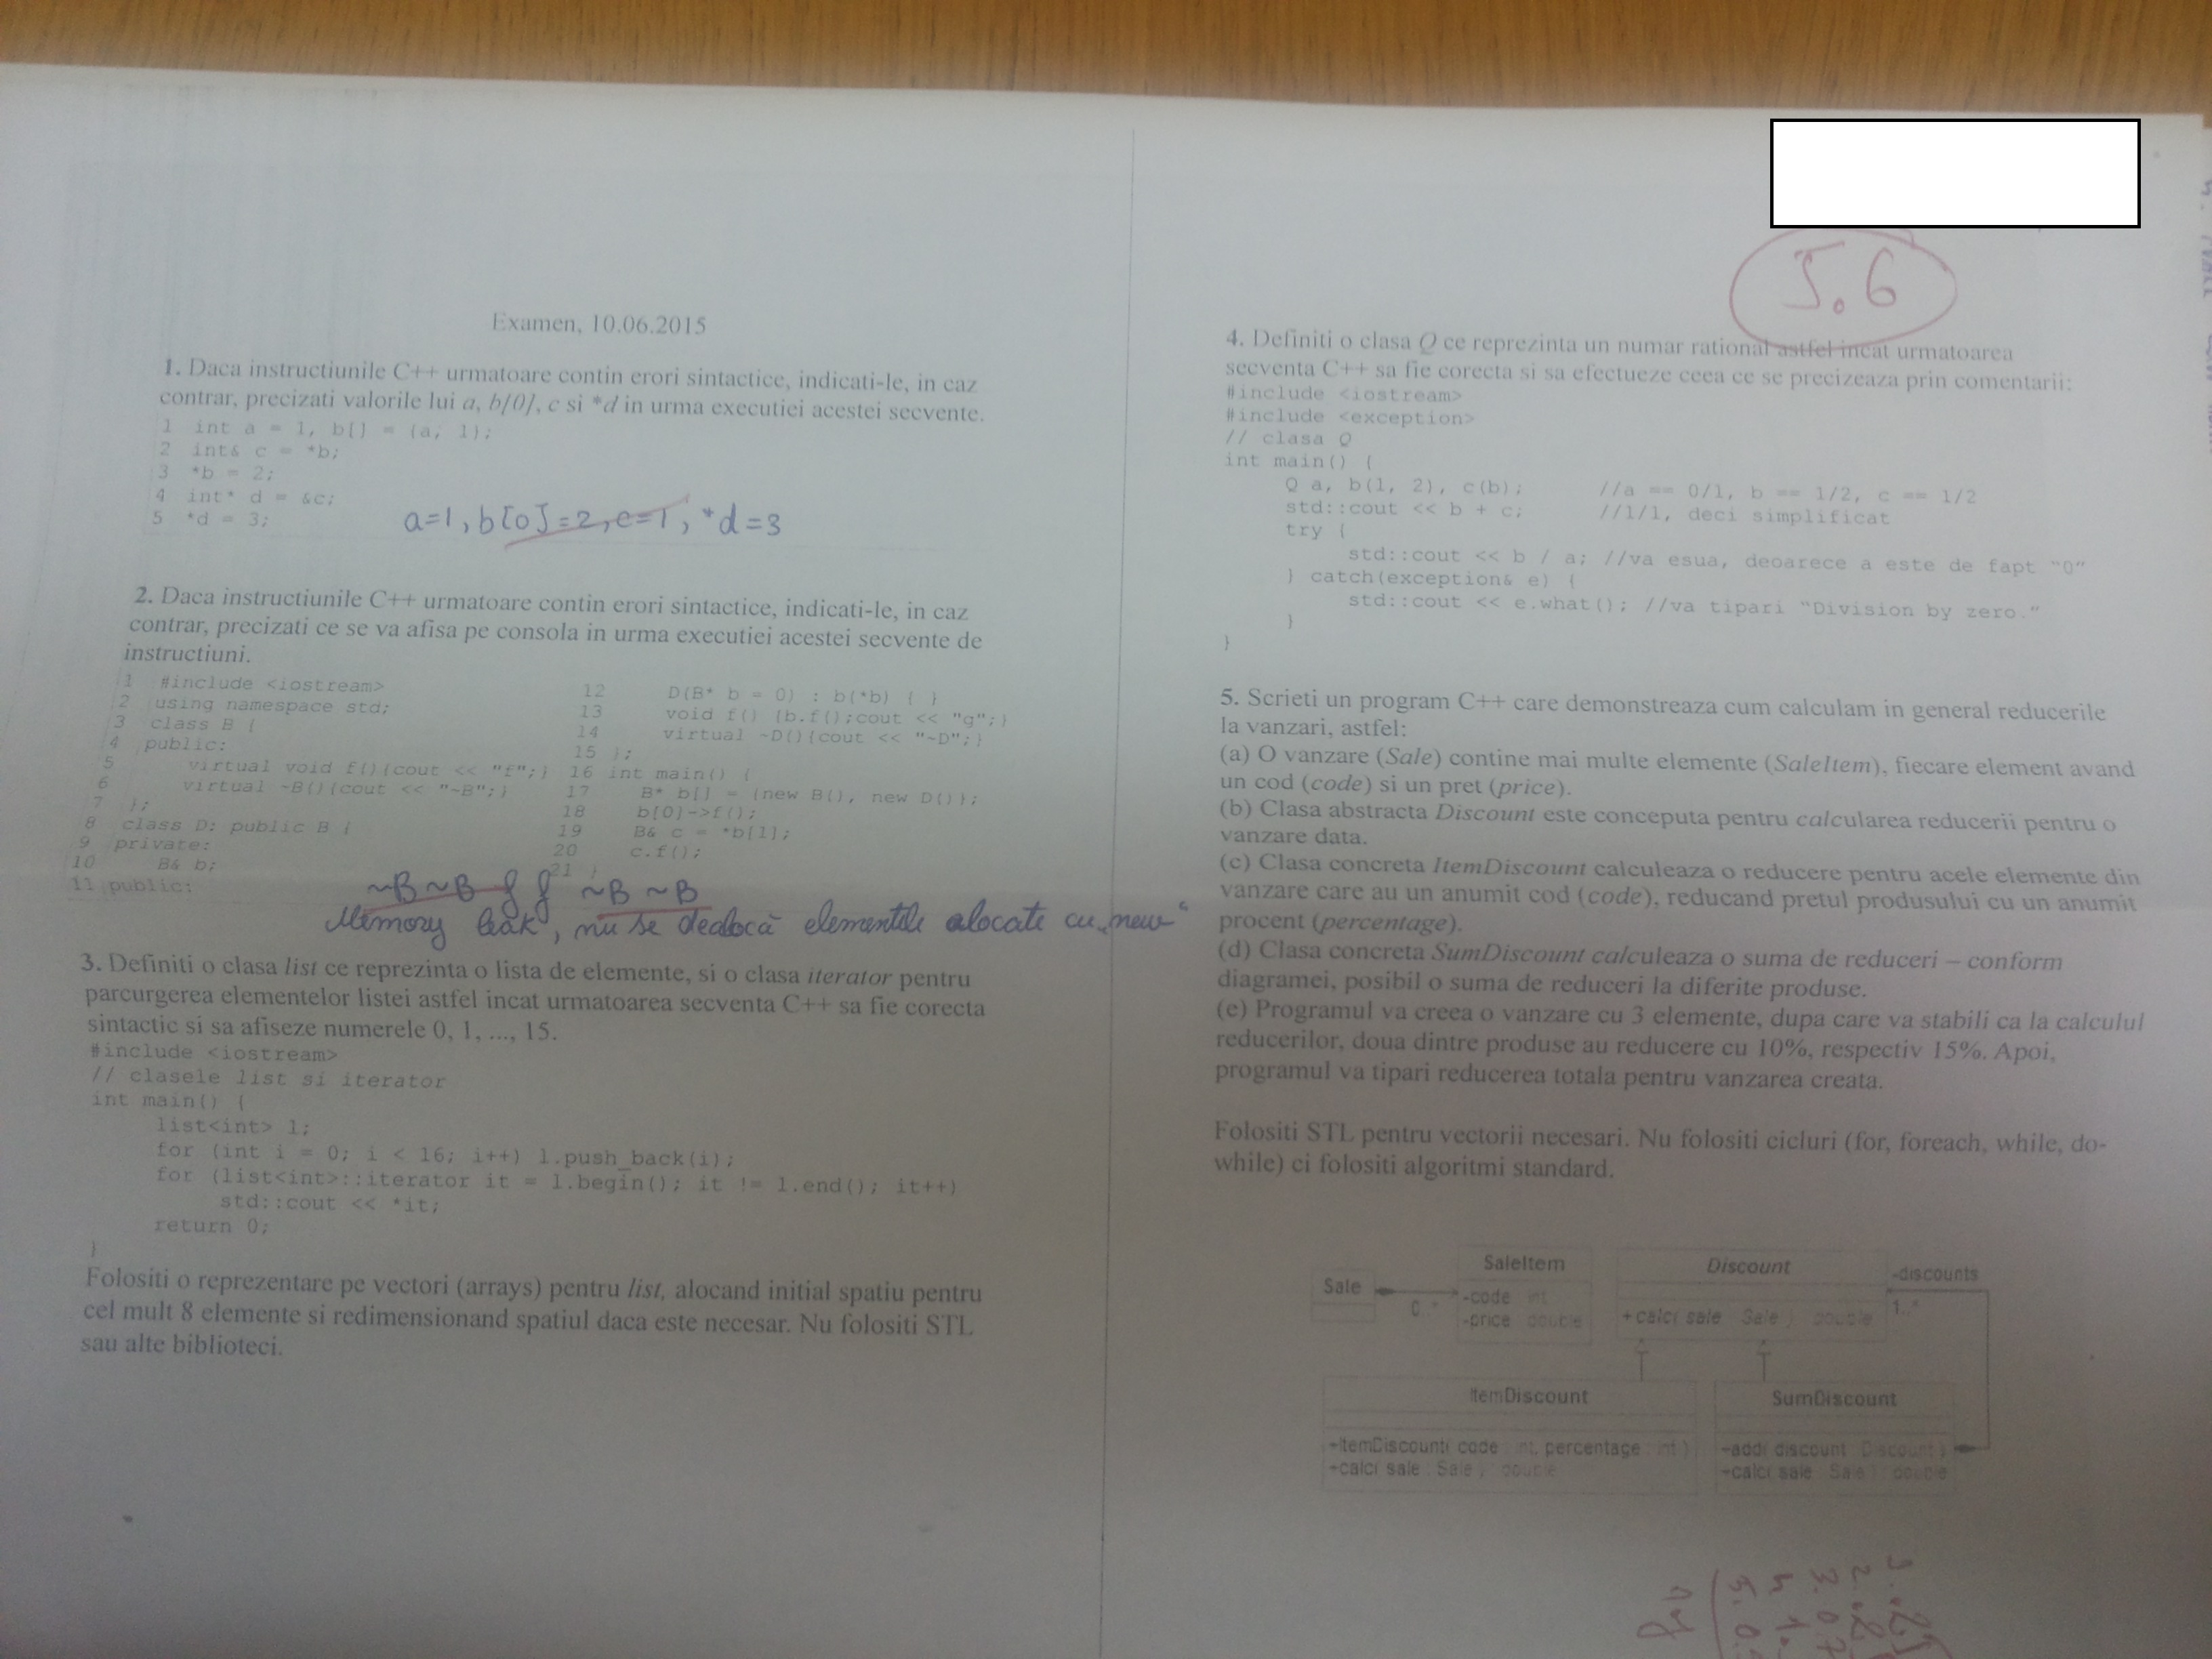 Examen, 10.06.2015
1. Daca instructiunile C++ urmatoare contin erori sintactice, indicati-le, in caz
contrar, precizati valorile lui a, b[0], c si *d in urma executiei acestei secvente.
1 int a = 1, b[] = {a, 1};
2 int& c = *b;
3 *b = 2;
4 int* d = &c;
5 *d = 3;
a=1, b[0]=2, c=1, *d=3
2. Daca instructiunile C++ urmatoare contin erori sintactice, indicati-le, in caz
contrar, precizati ce se va afisa pe consola in urma executiei acestei secvente de
instructiuni.
1 #include <iostream>
2 using namespace std;
3 class B {
4 public:
5 virtual void f(){cout << "f";}
6 virtual ~B(){cout << "~B";}
7 };
8 class D: public B {
9 private:
10 B& b;
11 public:
12 D(B* b = 0) : b(*b) { }
13 void f() {b.f();cout << "g";}
14 virtual ~D(){cout << "~D";}
15 };
16 int main() {
17 B* b[] = {new B(), new D()};
18 b[0]->f();
19 B& c = *b[1];
20 c.f();
21 }
~B ~B f f ~B ~B
Memory leak, nu se dealocă elementele alocate cu „new“
3. Definiti o clasa list ce reprezinta o lista de elemente, si o clasa iterator pentru
parcurgerea elementelor listei astfel incat urmatoarea secventa C++ sa fie corecta
sintactic si sa afiseze numerele 0, 1, ..., 15.
#include <iostream>
// clasele list si iterator
int main() {
list<int> l;
for (int i = 0; i < 16; i++) l.push_back(i);
for (list<int>::iterator it = l.begin(); it != l.end(); it++)
std::cout << *it;
return 0;
}
Folositi o reprezentare pe vectori (arrays) pentru list, alocand initial spatiu pentru
cel mult 8 elemente si redimensionand spatiul daca este necesar. Nu folositi STL
sau alte biblioteci.
5.6
4. Definiti o clasa Q ce reprezinta un numar rational astfel incat urmatoarea
secventa C++ sa fie corecta si sa efectueze ceea ce se precizeaza prin comentarii:
#include <iostream>
#include <exception>
// clasa Q
int main() {
Q a, b(1, 2), c(b); //a == 0/1, b == 1/2, c == 1/2
std::cout << b + c; //1/1, deci simplificat
try {
std::cout << b / a; //va esua, deoarece a este de fapt "0"
} catch(exception& e) {
std::cout << e.what(); //va tipari "Division by zero."
}
}
5. Scrieti un program C++ care demonstreaza cum calculam in general reducerile
la vanzari, astfel:
(a) O vanzare (Sale) contine mai multe elemente (SaleItem), fiecare element avand
un cod (code) si un pret (price).
(b) Clasa abstracta Discount este conceputa pentru calcularea reducerii pentru o
vanzare data.
(c) Clasa concreta ItemDiscount calculeaza o reducere pentru acele elemente din
vanzare care au un anumit cod (code), reducand pretul produsului cu un anumit
procent (percentage).
(d) Clasa concreta SumDiscount calculeaza o suma de reduceri – conform
diagramei, posibil o suma de reduceri la diferite produse.
(e) Programul va creea o vanzare cu 3 elemente, dupa care va stabili ca la calculul
reducerilor, doua dintre produse au reducere cu 10%, respectiv 15%. Apoi,
programul va tipari reducerea totala pentru vanzarea creata.
Folositi STL pentru vectorii necesari. Nu folositi cicluri (for, foreach, while, do-
while) ci folositi algoritmi standard.
Sale
0..*
SaleItem
-code : int
-price : double
Discount
+calc( sale : Sale ) : double
-discounts
1..*
ItemDiscount
+ItemDiscount( code : int, percentage : int )
+calc( sale : Sale ) : double
SumDiscount
+add( discount : Discount )
+calc( sale : Sale ) : double